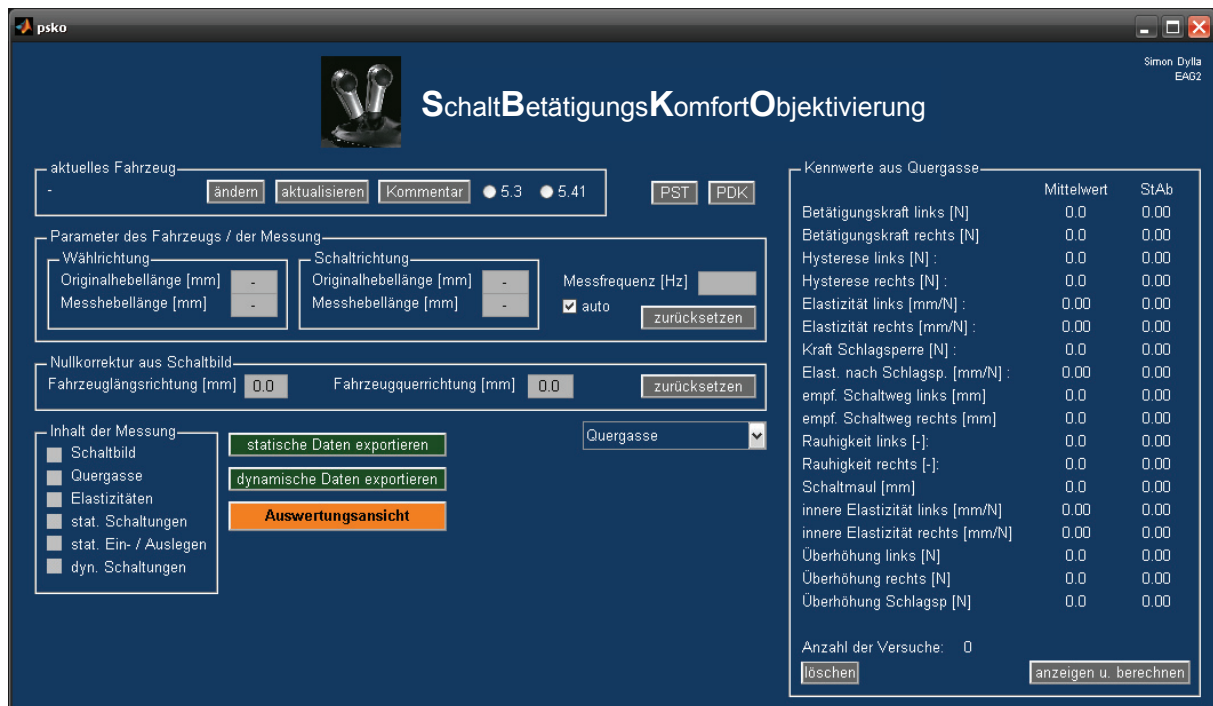 psko
Simon Dylla
EAG2
SchaltBetätigungsKomfortObjektivierung
aktuelles Fahrzeug
- ändern aktualisieren Kommentar 5.3 5.41 PST PDK
Parameter des Fahrzeugs / der Messung
Wählrichtung
Originalhebellänge [mm] -
Messhebellänge [mm] -
Schaltrichtung
Originalhebellänge [mm] -
Messhebellänge [mm] -
Messfrequenz [Hz]
auto zurücksetzen
Nullkorrektur aus Schaltbild
Fahrzeuglängsrichtung [mm] 0.0 Fahrzeugquerrichtung [mm] 0.0 zurücksetzen
Inhalt der Messung
Schaltbild
Quergasse
Elastizitäten
stat. Schaltungen
stat. Ein- / Auslegen
dyn. Schaltungen
statische Daten exportieren
dynamische Daten exportieren
Auswertungsansicht
Quergasse
Kennwerte aus Quergasse
Mittelwert StAb
Betätigungskraft links [N] 0.0 0.00
Betätigungskraft rechts [N] 0.0 0.00
Hysterese links [N] : 0.0 0.00
Hysterese rechts [N] : 0.0 0.00
Elastizität links [mm/N] : 0.00 0.00
Elastizität rechts [mm/N] : 0.00 0.00
Kraft Schlagsperre [N] : 0.0 0.00
Elast. nach Schlagsp. [mm/N] : 0.00 0.00
empf. Schaltweg links [mm] 0.0 0.00
empf. Schaltweg rechts [mm] 0.0 0.00
Rauhigkeit links [-]: 0.0 0.00
Rauhigkeit rechts [-]: 0.0 0.00
Schaltmaul [mm] 0.0 0.00
innere Elastizität links [mm/N] 0.00 0.00
innere Elastizität rechts [mm/N] 0.00 0.00
Überhöhung links [N] 0.0 0.00
Überhöhung rechts [N] 0.0 0.00
Überhöhung Schlagsp [N] 0.0 0.00
Anzahl der Versuche: 0
löschen anzeigen u. berechnen